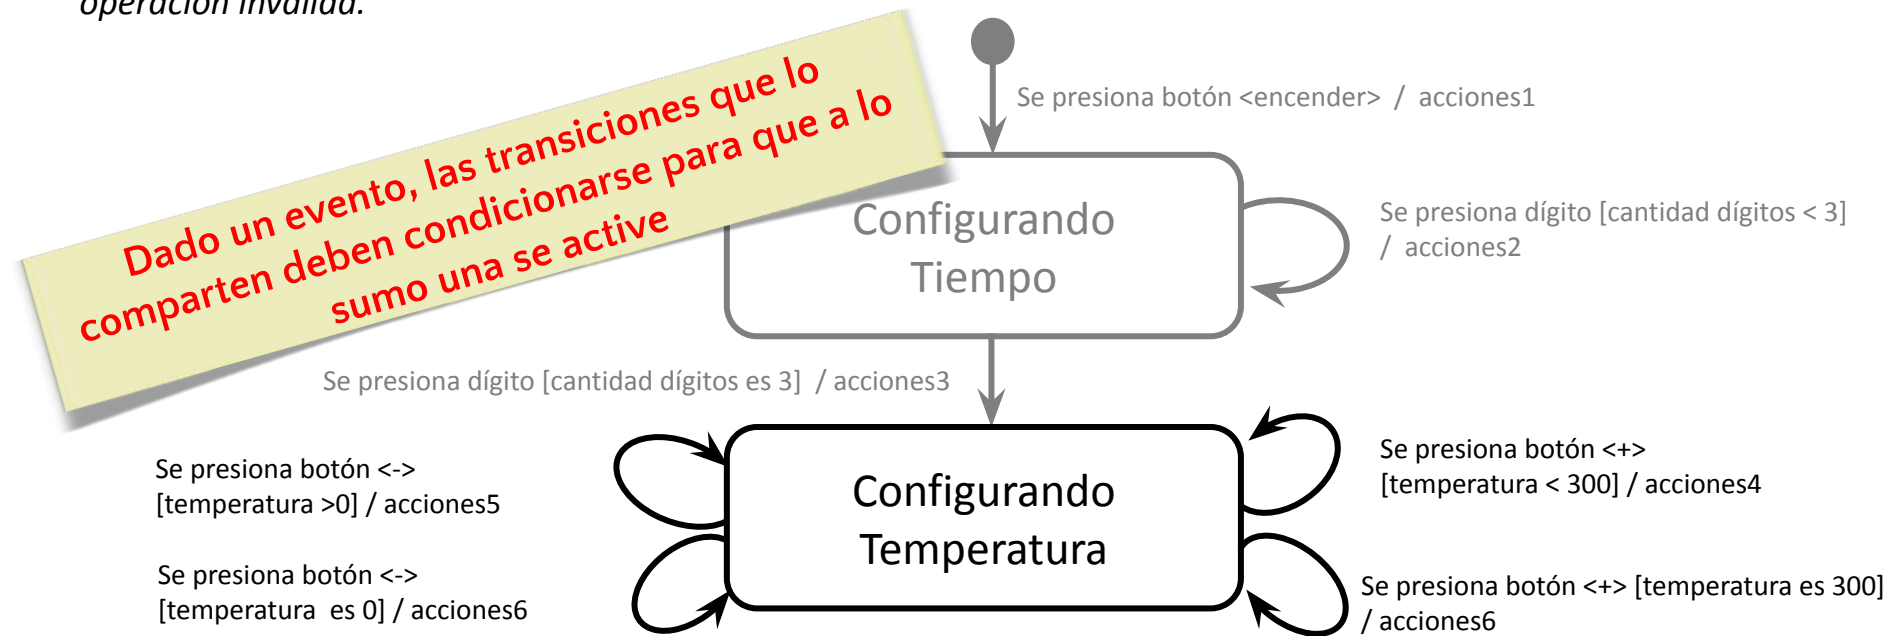 operación inválida.
Dado un evento, las transiciones que lo
comparten deben condicionarse para que a lo
sumo una se active
Se presiona botón <encender> / acciones1
Configurando
Tiempo
Se presiona dígito [cantidad dígitos < 3]
/ acciones2
Se presiona dígito [cantidad dígitos es 3] / acciones3
Se presiona botón <->
[temperatura >0] / acciones5
Configurando
Temperatura
Se presiona botón <+>
[temperatura < 300] / acciones4
Se presiona botón <->
[temperatura es 0] / acciones6
Se presiona botón <+> [temperatura es 300]
/ acciones6